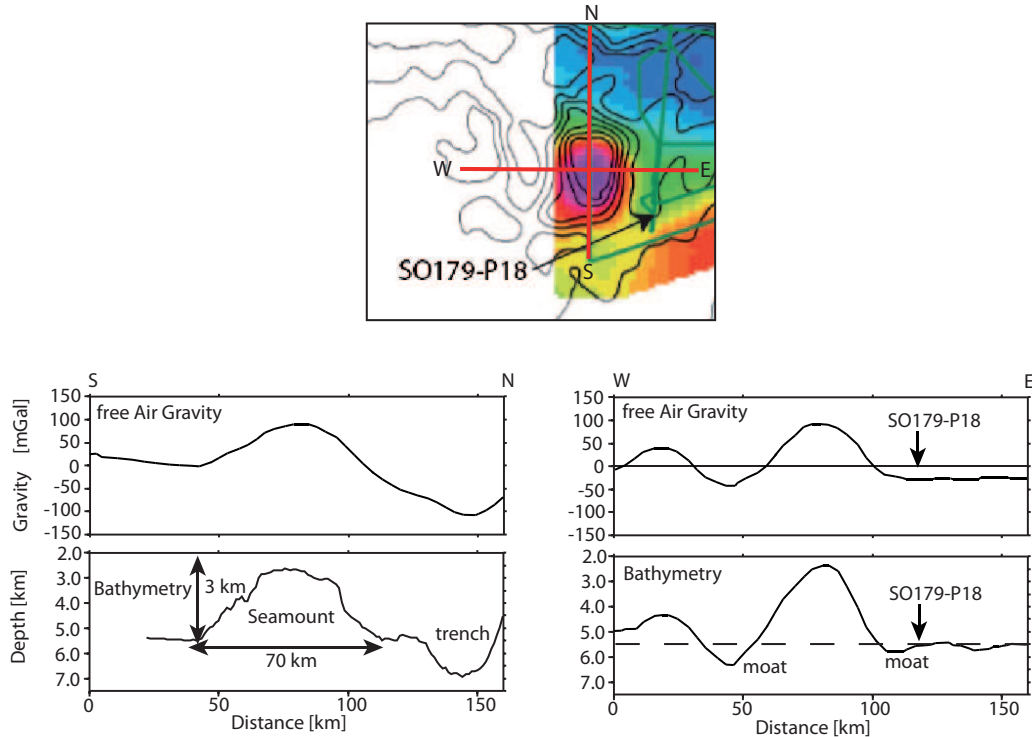 N
W
E
SO179-P18
S
S
N
150
100
50
0
-50
-100
-150
Gravity [mGal]
free Air Gravity
2.0
3.0
4.0
5.0
6.0
7.0
Depth [km]
Bathymetry
3 km
Seamount
70 km
trench
0
50
100
150
Distance [km]
W
E
150
100
50
0
-50
-100
-150
free Air Gravity
SO179-P18
2.0
3.0
4.0
5.0
6.0
7.0
Bathymetry
SO179-P18
moat
moat
0
50
100
150
Distance [km]